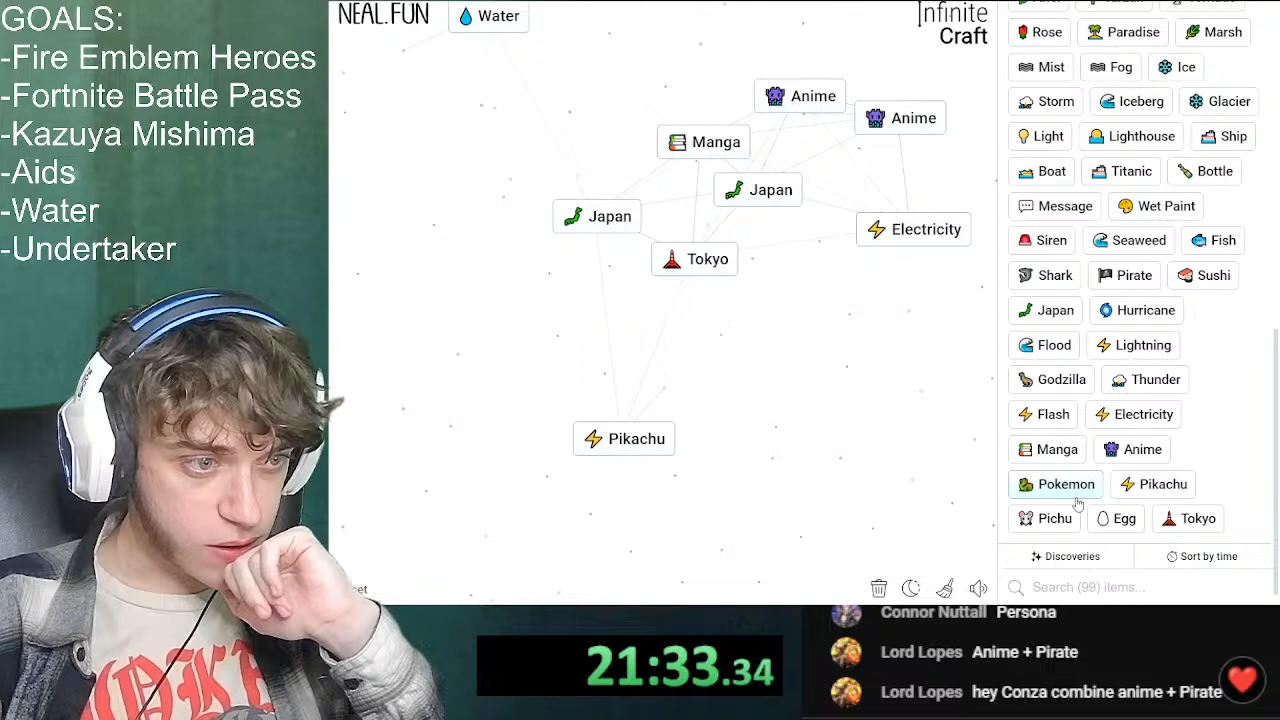 GOALS:
-Fire Emblem Heroes
-Fortnite Battle Pass
-Kazuya Mishima
-Aids
-Water
-Undertaker
NEAL.FUN
Water
Infinite
Craft
Anime
Anime
Manga
Japan
Japan
Electricity
Tokyo
Pikachu
Rose Paradise Marsh
Mist Fog Ice
Storm Iceberg Glacier
Light Lighthouse Ship
Boat Titanic Bottle
Message Wet Paint
Siren Seaweed Fish
Shark Pirate Sushi
Japan Hurricane
Flood Lightning
Godzilla Thunder
Flash Electricity
Manga Anime
Pokemon Pikachu
Pichu Egg Tokyo
Discoveries Sort by time
Search (99) items...
21:33.34
Connor Nuttall Persona
Lord Lopes Anime + Pirate
Lord Lopes hey Conza combine anime + Pirate